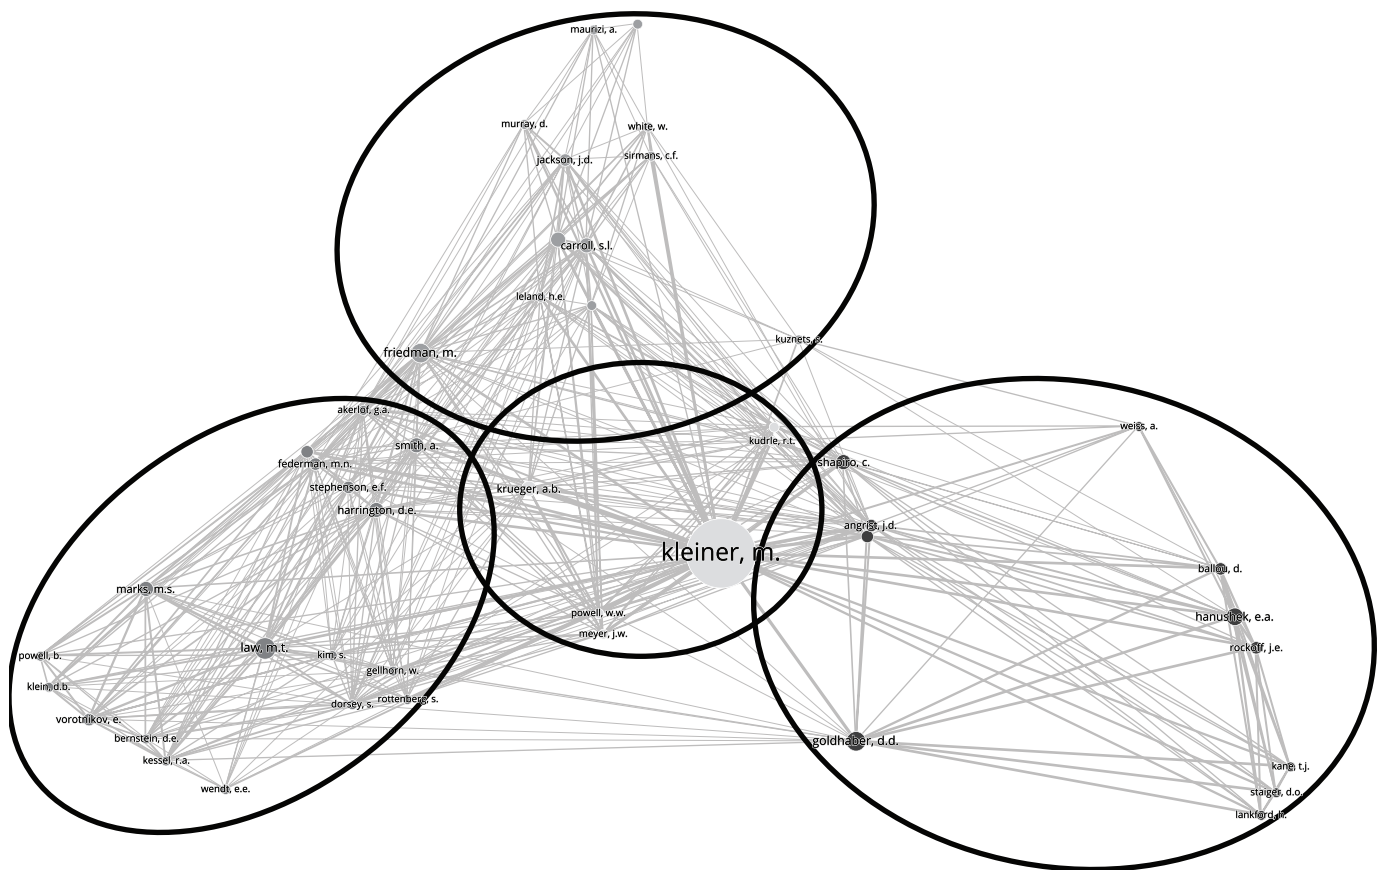 maurizi, a.
murray, d.
white, w.
jackson, j.d.
sirmans, c.f.
carroll, s.l.
leland, h.e.
kuznets, s.
friedman, m.
akerlof, g.a.
weiss, a.
smith, a.
kudrle, r.t.
federman, m.n.
shapiro, c.
stephenson, e.f.
krueger, a.b.
harrington, d.e.
angrist, j.d.
kleiner, m.
ballou, d.
marks, m.s.
powell, w.w.
hanushek, e.a.
meyer, j.w.
law, m.t.
rockoff, j.e.
powell, b.
kim, s.
gellhorn, w.
klein, d.b.
dorsey, s.
rottenberg, s.
vorotnikov, e.
bernstein, d.e.
goldhaber, d.d.
kessel, r.a.
kane, t.j.
wendt, e.e.
staiger, d.o.
lankford, h.